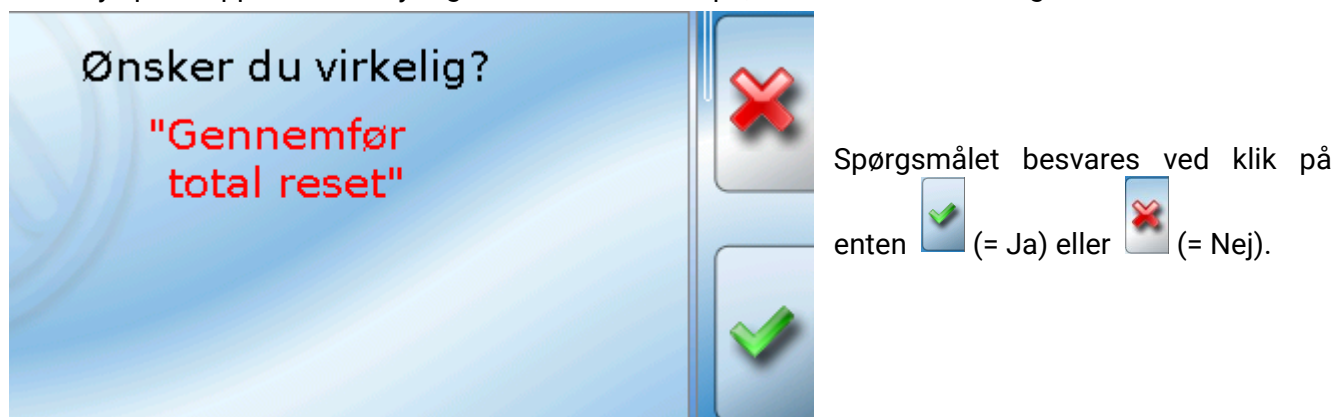 Ønsker du virkelig?
"Gennemfør
total reset"
Spørgsmålet besvares ved klik på
enten (= Ja) eller (= Nej).